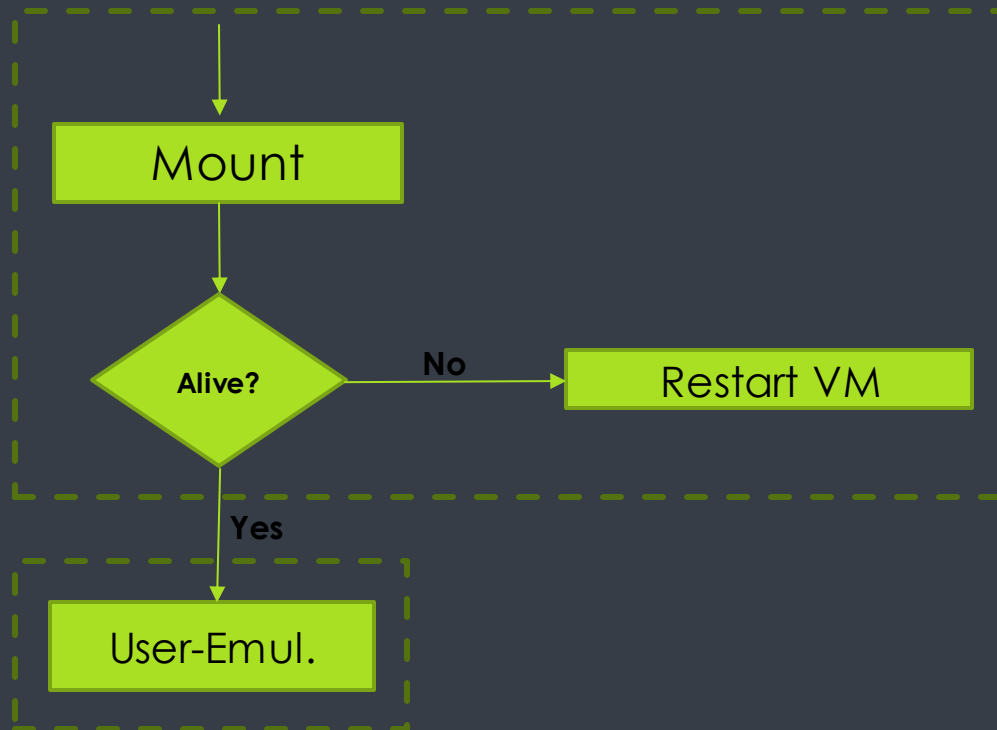 Mount
Alive?
No
Restart VM
Yes
User-Emul.